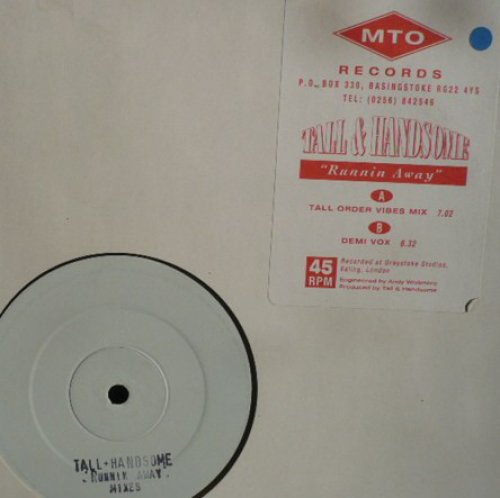 MTO
RECORDS
P.O. BOX 330, BASINGSTOKE RG22 4YS
TEL: (0256) 842546
TALL & HANDSOME
"Runnin Away"
A
TALL ORDER VIBES MIX 7.02
B
DEMI VOX 6.32
45
RPM
Recorded at Greystoke Studios,
Ealing, London
Engineered by Andy
Produced by Tall & Handsome
TALL+HANDSOME
RUNNIN AWAY
MIXES